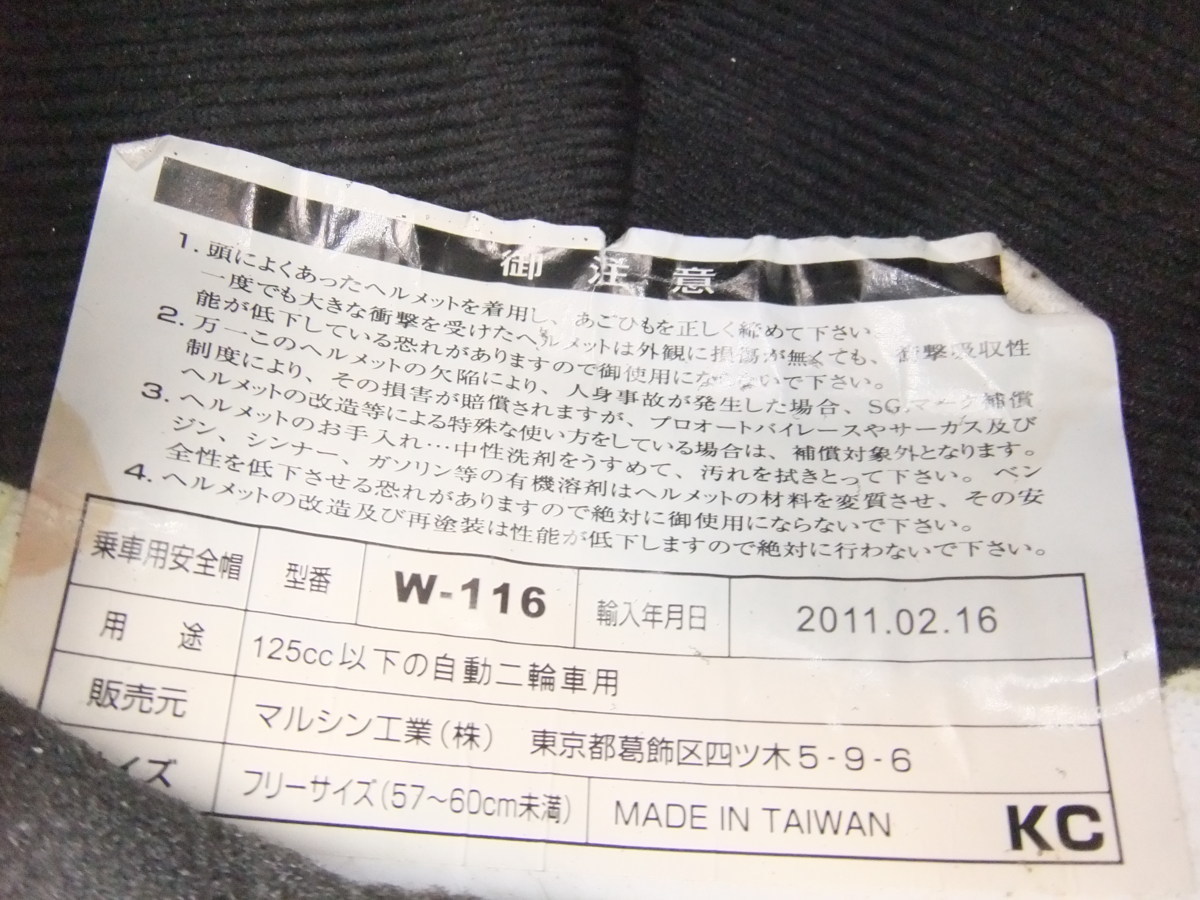 御注意
1. 頭によくあったヘルメットを着用し、あごひもを正しく締めて下さい
一度でも大きな衝撃を受けたヘルメットは外観に損傷が無くても、衝撃吸収性
能が低下している恐れがありますので御使用にならないで下さい。
2. 万一このヘルメットの欠陥により、人身事故が発生した場合、SGマーク補償
制度により、その損害が賠償されますが、プロオートバイレースやサーカス及び
ヘルメットの改造等による特殊な使い方をしている場合は、補償対象外となります。
3. ヘルメットのお手入れ…中性洗剤をうすめて、汚れを拭きとって下さい。ベン
ジン、シンナー、ガソリン等の有機溶剤はヘルメットの材料を変質させ、その安
全性を低下させる恐れがありますので絶対に御使用にならないで下さい。
4. ヘルメットの改造及び再塗装は性能が低下しますので絶対に行わないで下さい。
乗車用安全帽 型番 W-116 輸入年月日 2011.02.16
用途 125cc以下の自動二輪車用
販売元 マルシン工業(株) 東京都葛飾区四ツ木5-9-6
イズ フリーサイズ(57〜60cm未満) MADE IN TAIWAN KC